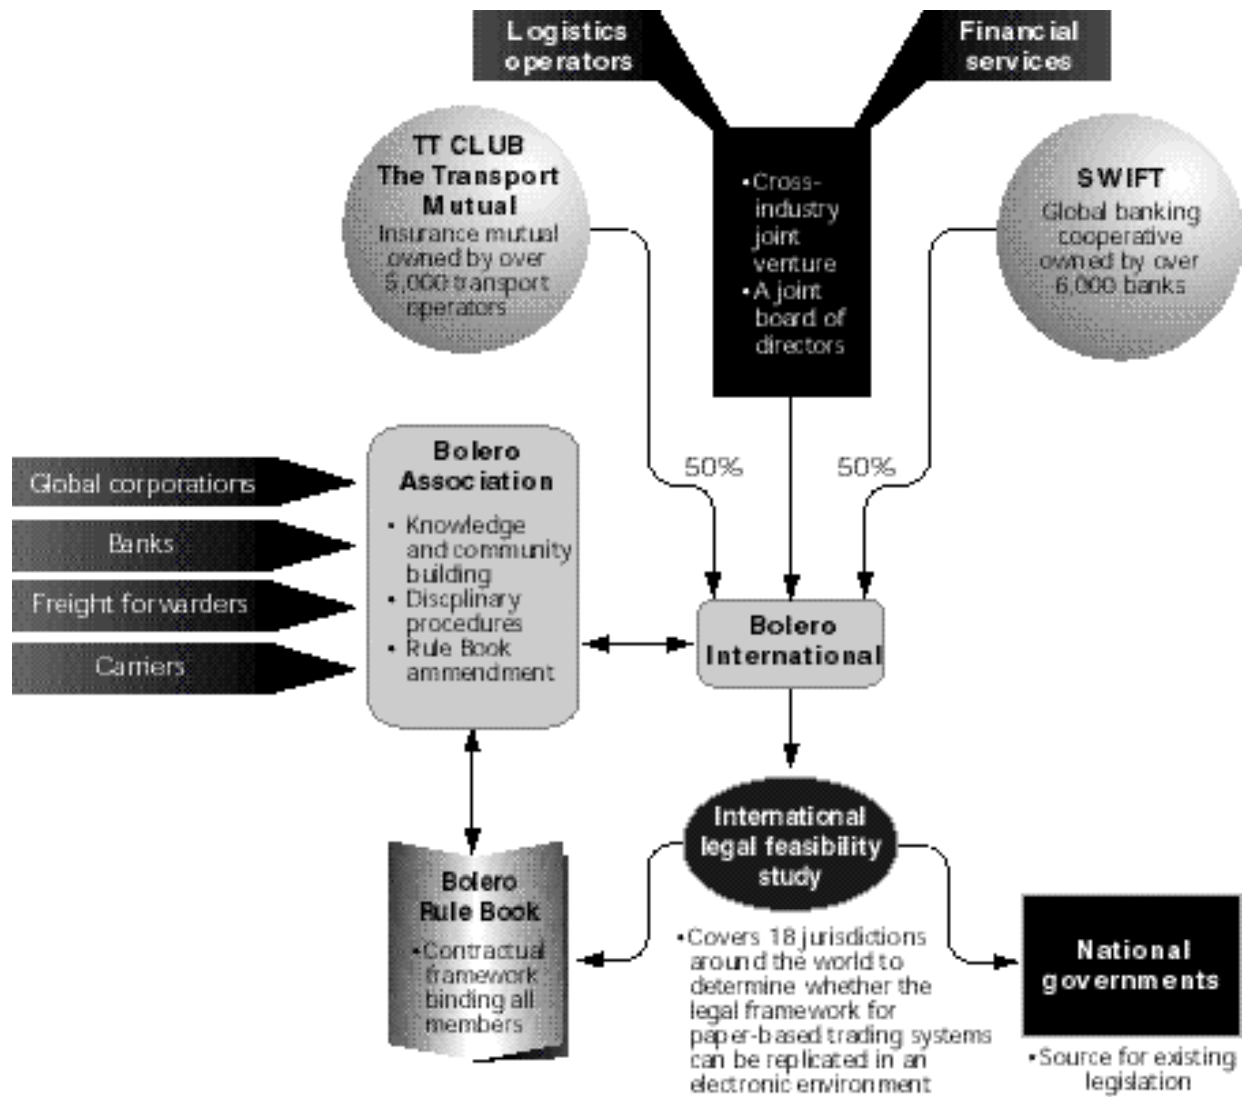 Logistics
operators
Financial
services
TT CLUB
The Transport
Mutual
Insurance mutual
owned by over
5,000 transport
operators
•Cross-
industry
joint
venture
•A joint
board of
directors
SWIFT
Global banking
cooperative
owned by over
6,000 banks
50%
50%
Global corporations
Banks
Freight forwarders
Carriers
Bolero
Association
• Knowledge
and community
building
• Discplinary
procedures
• Rule Book
ammendment
Bolero
International
International
legal feasibility
study
•Covers 18 jurisdictions
around the world to
determine whether the
legal framework for
paper-based trading systems
can be replicated in an
electronic environment
Bolero
Rule Book
•Contractual
framework
binding all
members
National
governments
•Source for existing
legislation